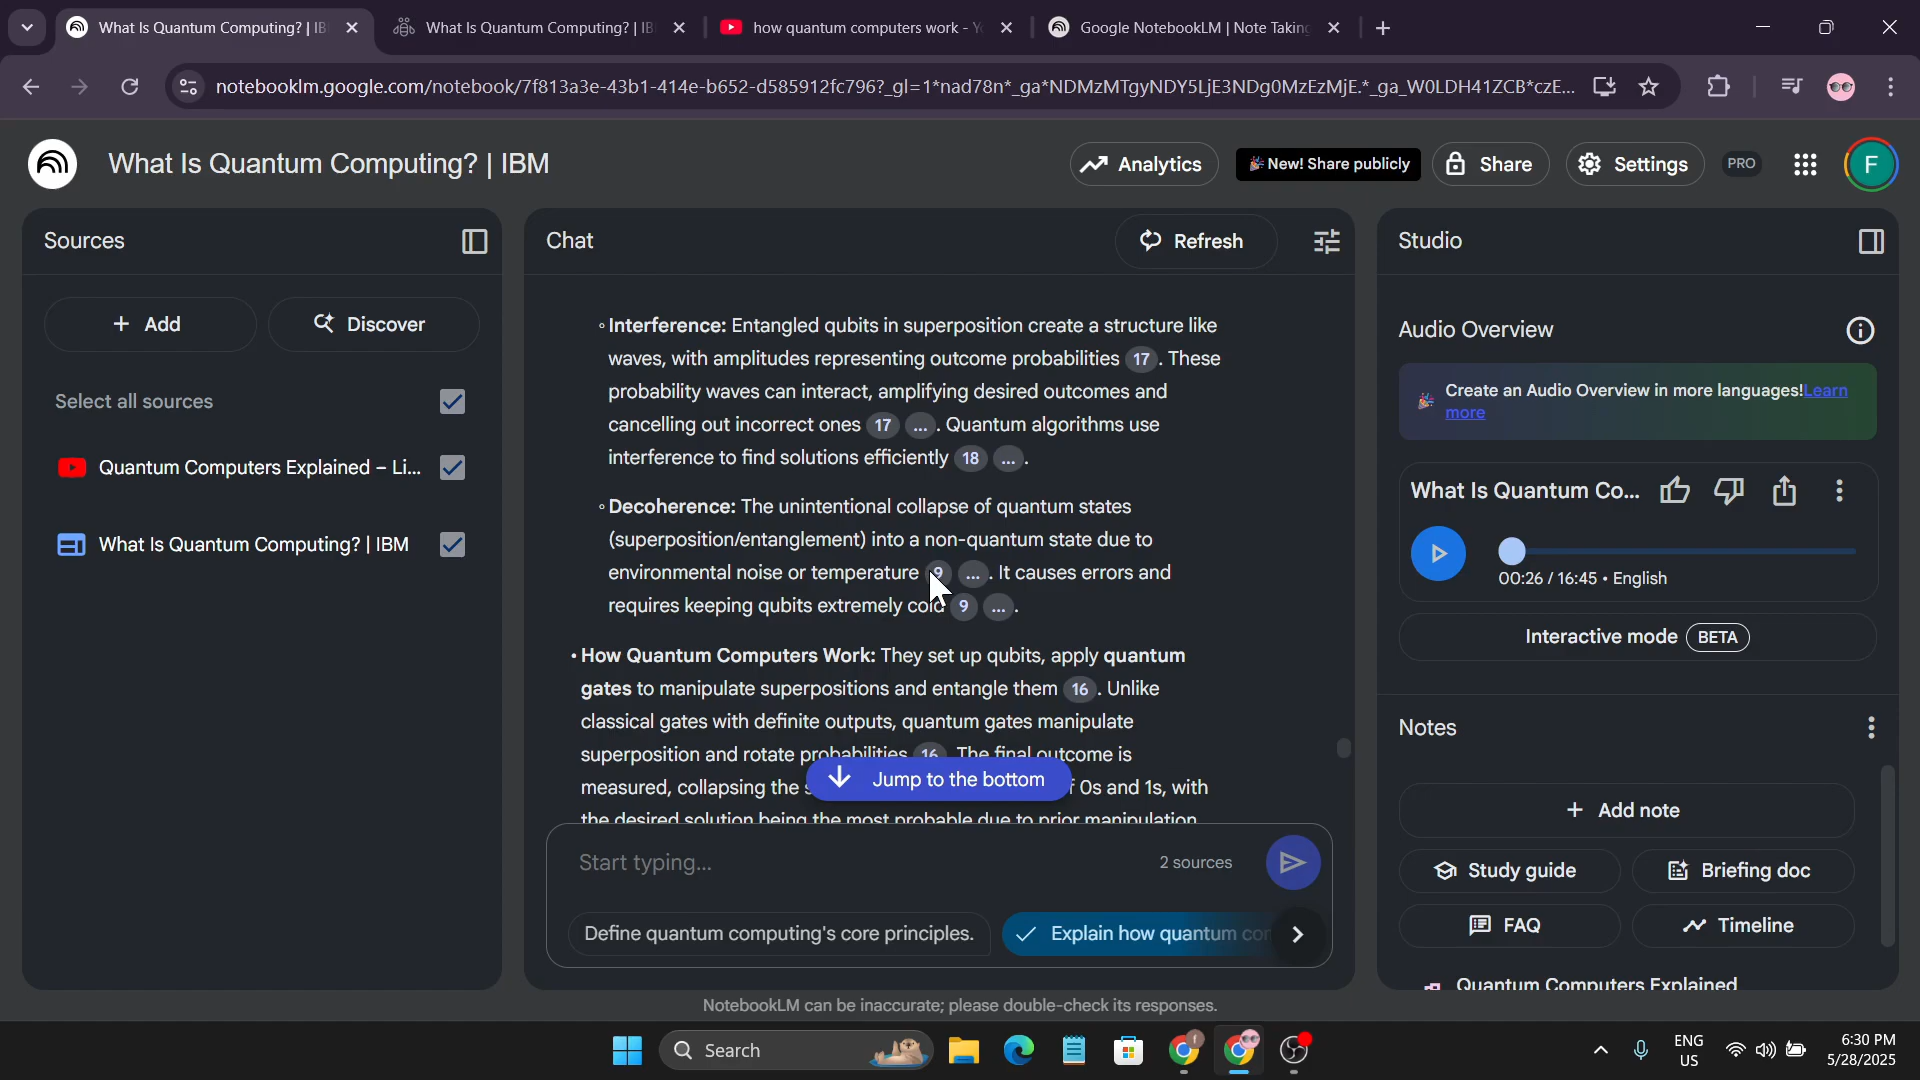 What Is Quantum Computing? | IB
What Is Quantum Computing? | IB
how quantum computers work - Y
Google NotebookLM | Note Taking
notebooklm.google.com/notebook/7f813a3e-43b1-414e-b652-d585912fc796?_gl=1*nad78n*_ga*NDMzMTgyNDY5LjE3NDg0MzEzMjE.*_ga_W0LDH41ZCB*czE...
What Is Quantum Computing? | IBM
Analytics
New! Share publicly
Share
Settings
PRO
F
Sources
Add
Discover
Select all sources
Quantum Computers Explained – Li...
What Is Quantum Computing? | IBM
Chat
Refresh
Interference: Entangled qubits in superposition create a structure like
waves, with amplitudes representing outcome probabilities 17 . These
probability waves can interact, amplifying desired outcomes and
cancelling out incorrect ones 17 ... . Quantum algorithms use
interference to find solutions efficiently 18 ... .
Decoherence: The unintentional collapse of quantum states
(superposition/entanglement) into a non-quantum state due to
environmental noise or temperature 9 ... . It causes errors and
requires keeping qubits extremely cold 9 ... .
How Quantum Computers Work: They set up qubits, apply quantum
gates to manipulate superpositions and entangle them 16 . Unlike
classical gates with definite outputs, quantum gates manipulate
superposition and rotate probabilities 16 The final outcome is
measured, collapsing the s f 0s and 1s, with
the desired solution being the most probable due to prior manipulation
Jump to the bottom
Start typing...
2 sources
Define quantum computing's core principles.
Explain how quantum con
NotebookLM can be inaccurate; please double-check its responses.
Studio
Audio Overview
Create an Audio Overview in more languages!Learn
more
What Is Quantum Co...
00:26 / 16:45 • English
Interactive mode BETA
Notes
Add note
Study guide
Briefing doc
FAQ
Timeline
Quantum Computers Explained
Search
ENG
US
6:30 PM
5/28/2025